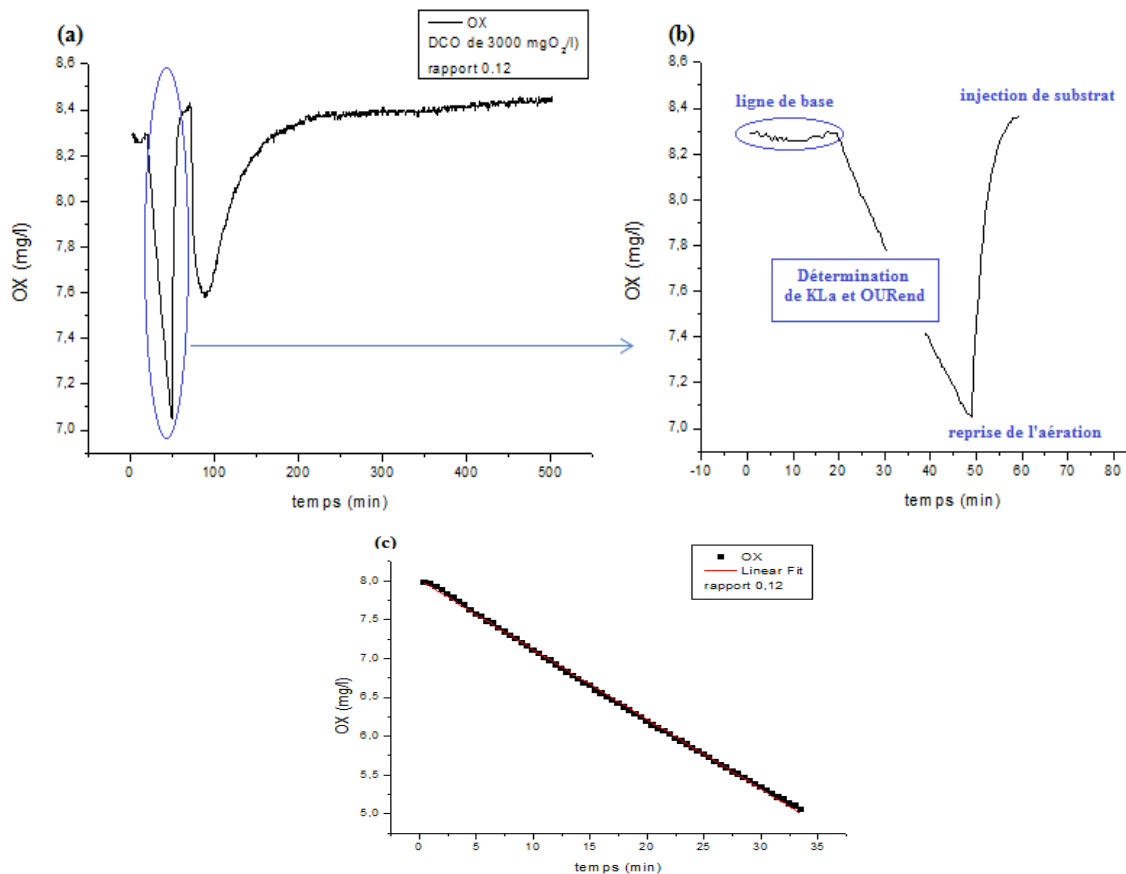 (a)
OX
DCO de 3000 mgO2/l)
rapport 0.12
8,6
8,4
8,2
8,0
7,8
7,6
7,4
7,2
7,0
OX (mg/l)
0
100
200
300
400
500
temps (min)
(b)
8,6
8,4
8,2
8,0
7,8
7,6
7,4
7,2
7,0
OX (mg/l)
ligne de base
injection de substrat
Détermination
de KLa et OURend
reprise de l'aération
-10
0
10
20
30
40
50
60
70
80
temps (min)
(c)
OX
Linear Fit
rapport 0,12
8,0
7,5
7,0
6,5
6,0
5,5
5,0
OX (mg/l)
0
5
10
15
20
25
30
35
temps (min)